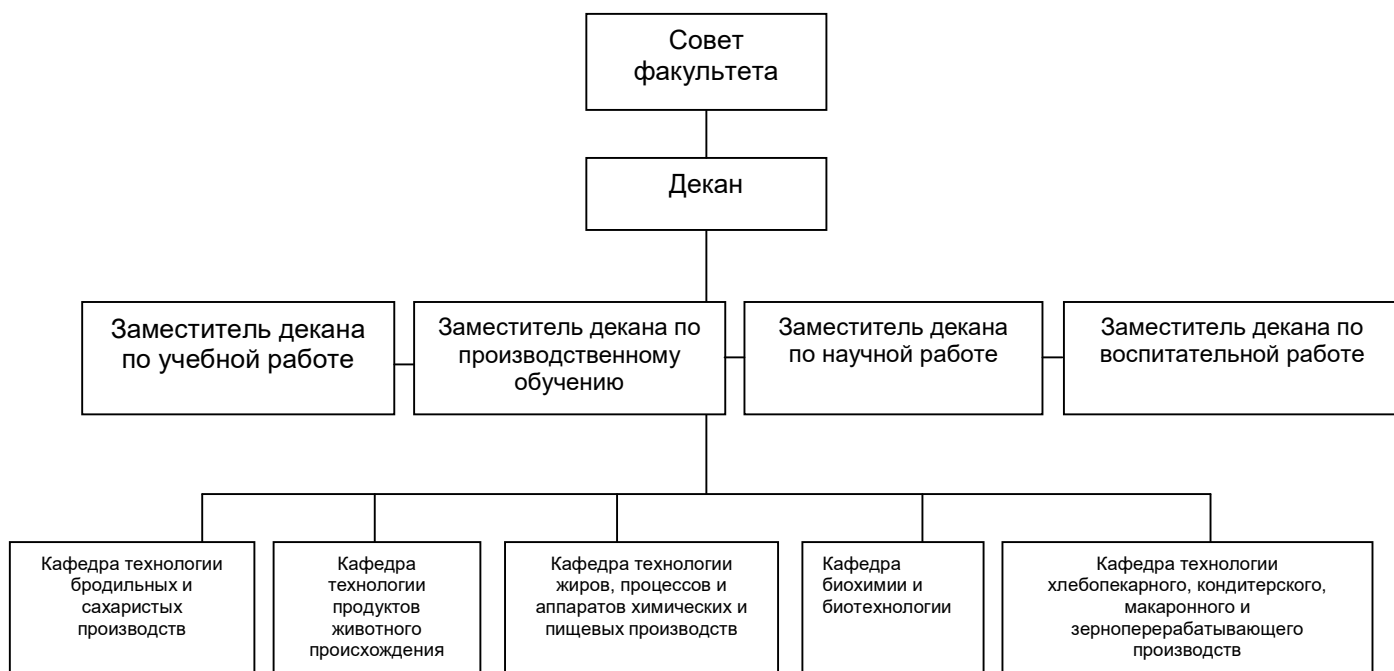 Совет
факультета
Декан
Заместитель декана
по учебной работе
Заместитель декана по
производственному
обучению
Заместитель декана
по научной работе
Заместитель декана по
воспитательной работе
Кафедра технологии
бродильных и
сахаристых
производств
Кафедра
технологии
продуктов
животного
происхождения
Кафедра технологии
жиров, процессов и
аппаратов химических и
пищевых производств
Кафедра
биохимии и
биотехнологии
Кафедра технологии
хлебопекарного, кондитерского,
макаронного и
зерноперерабатывающего
производств